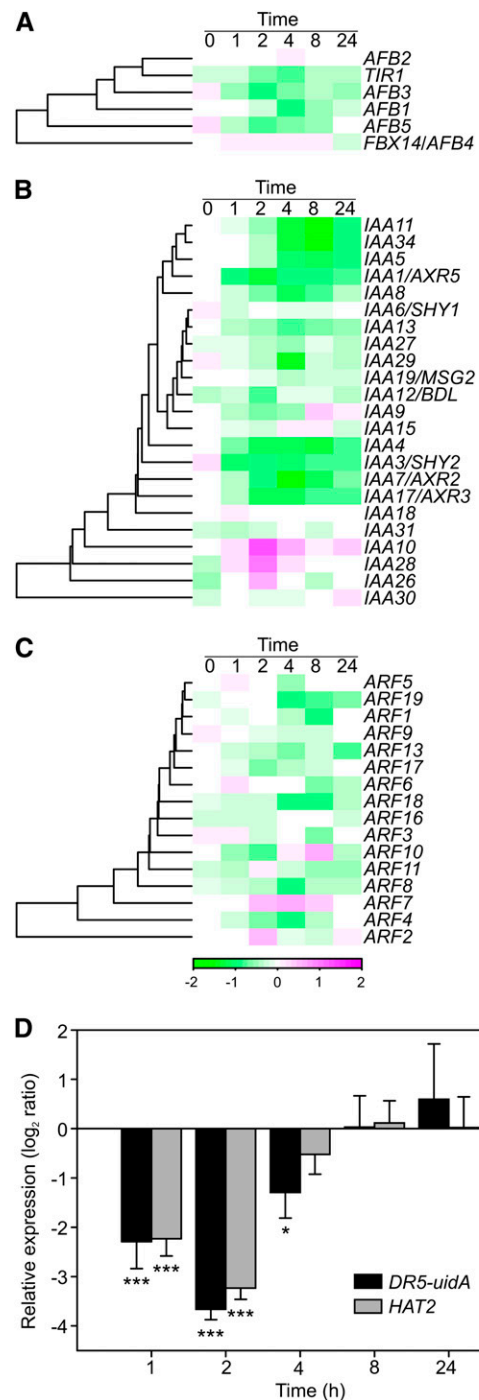 A
Time
0 1 2 4 8 24
AFB2
TIR1
AFB3
AFB1
AFB5
FBX14/AFB4
B
Time
0 1 2 4 8 24
IAA11
IAA34
IAA5
IAA1/AXR5
IAA8
IAA6/SHY1
IAA13
IAA27
IAA29
IAA19/MSG2
IAA12/BDL
IAA9
IAA15
IAA4
IAA3/SHY2
IAA7/AXR2
IAA17/AXR3
IAA18
IAA31
IAA10
IAA28
IAA26
IAA30
C
Time
0 1 2 4 8 24
ARF5
ARF19
ARF1
ARF9
ARF13
ARF17
ARF6
ARF18
ARF16
ARF3
ARF10
ARF11
ARF8
ARF7
ARF4
ARF2
-2 -1 0 1 2
D
Relative expression (log₂ ratio)
2
1
0
-1
-2
-3
-4
*** *** *** *** *
DR5-uidA
HAT2
1 2 4 8 24
Time (h)